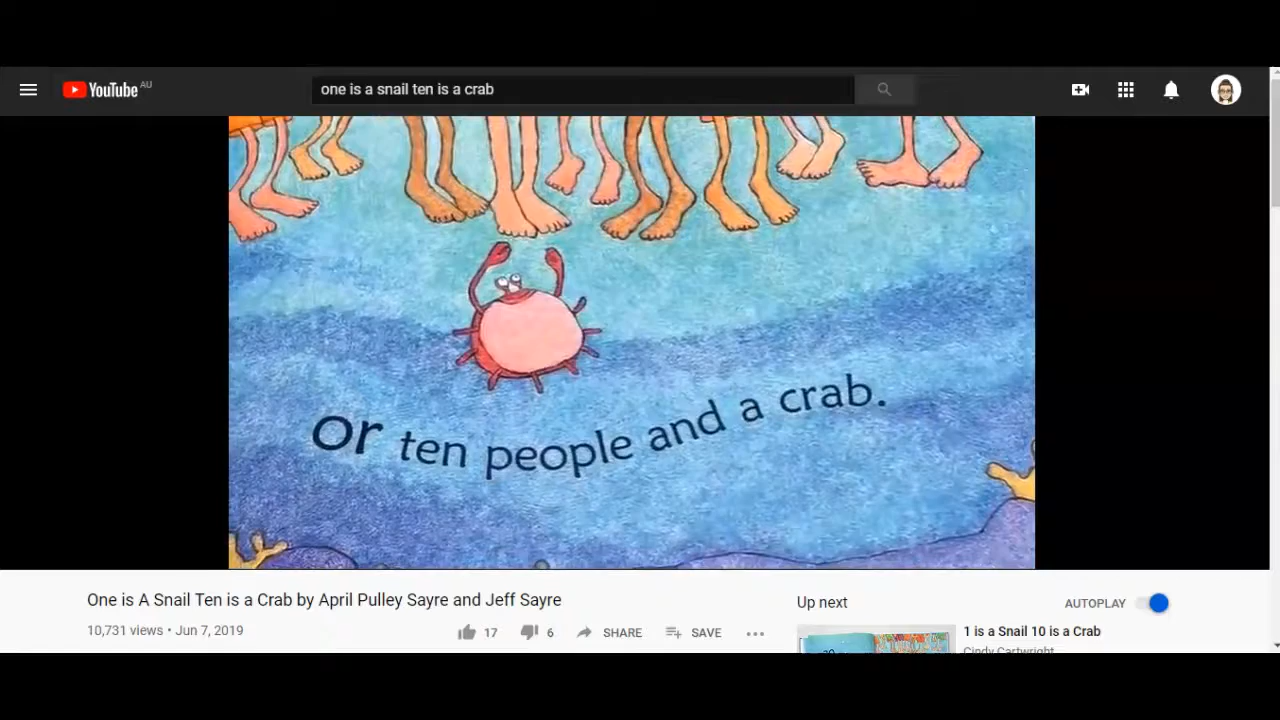 YouTube AU
one is a snail ten is a crab
or ten people and a crab.
One is A Snail Ten is a Crab by April Pulley Sayre and Jeff Sayre
10,731 views • Jun 7, 2019
17
6
SHARE
SAVE
Up next
AUTOPLAY
1 is a Snail 10 is a Crab
Cindy Cartwright